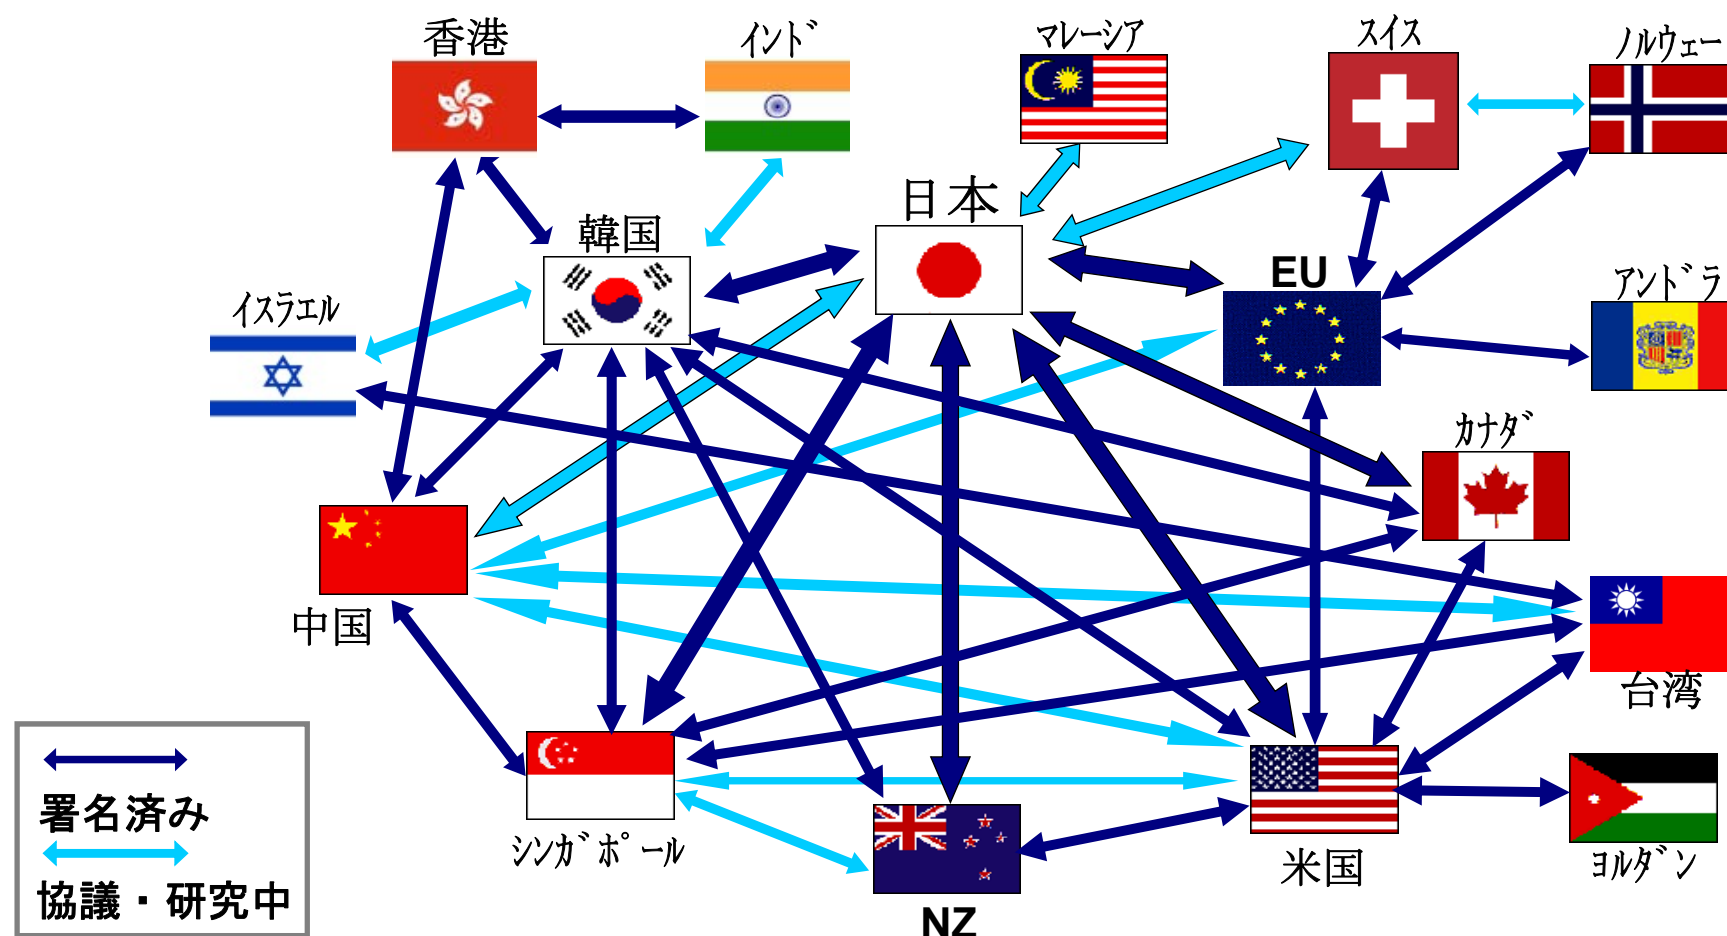 香港
インド
マレーシア
スイス
ノルウェー
日本
韓国
EU
アンドラ
イスラエル
カナダ
中国
台湾
署名済み
協議・研究中
シンガポール
NZ
米国
ヨルダン